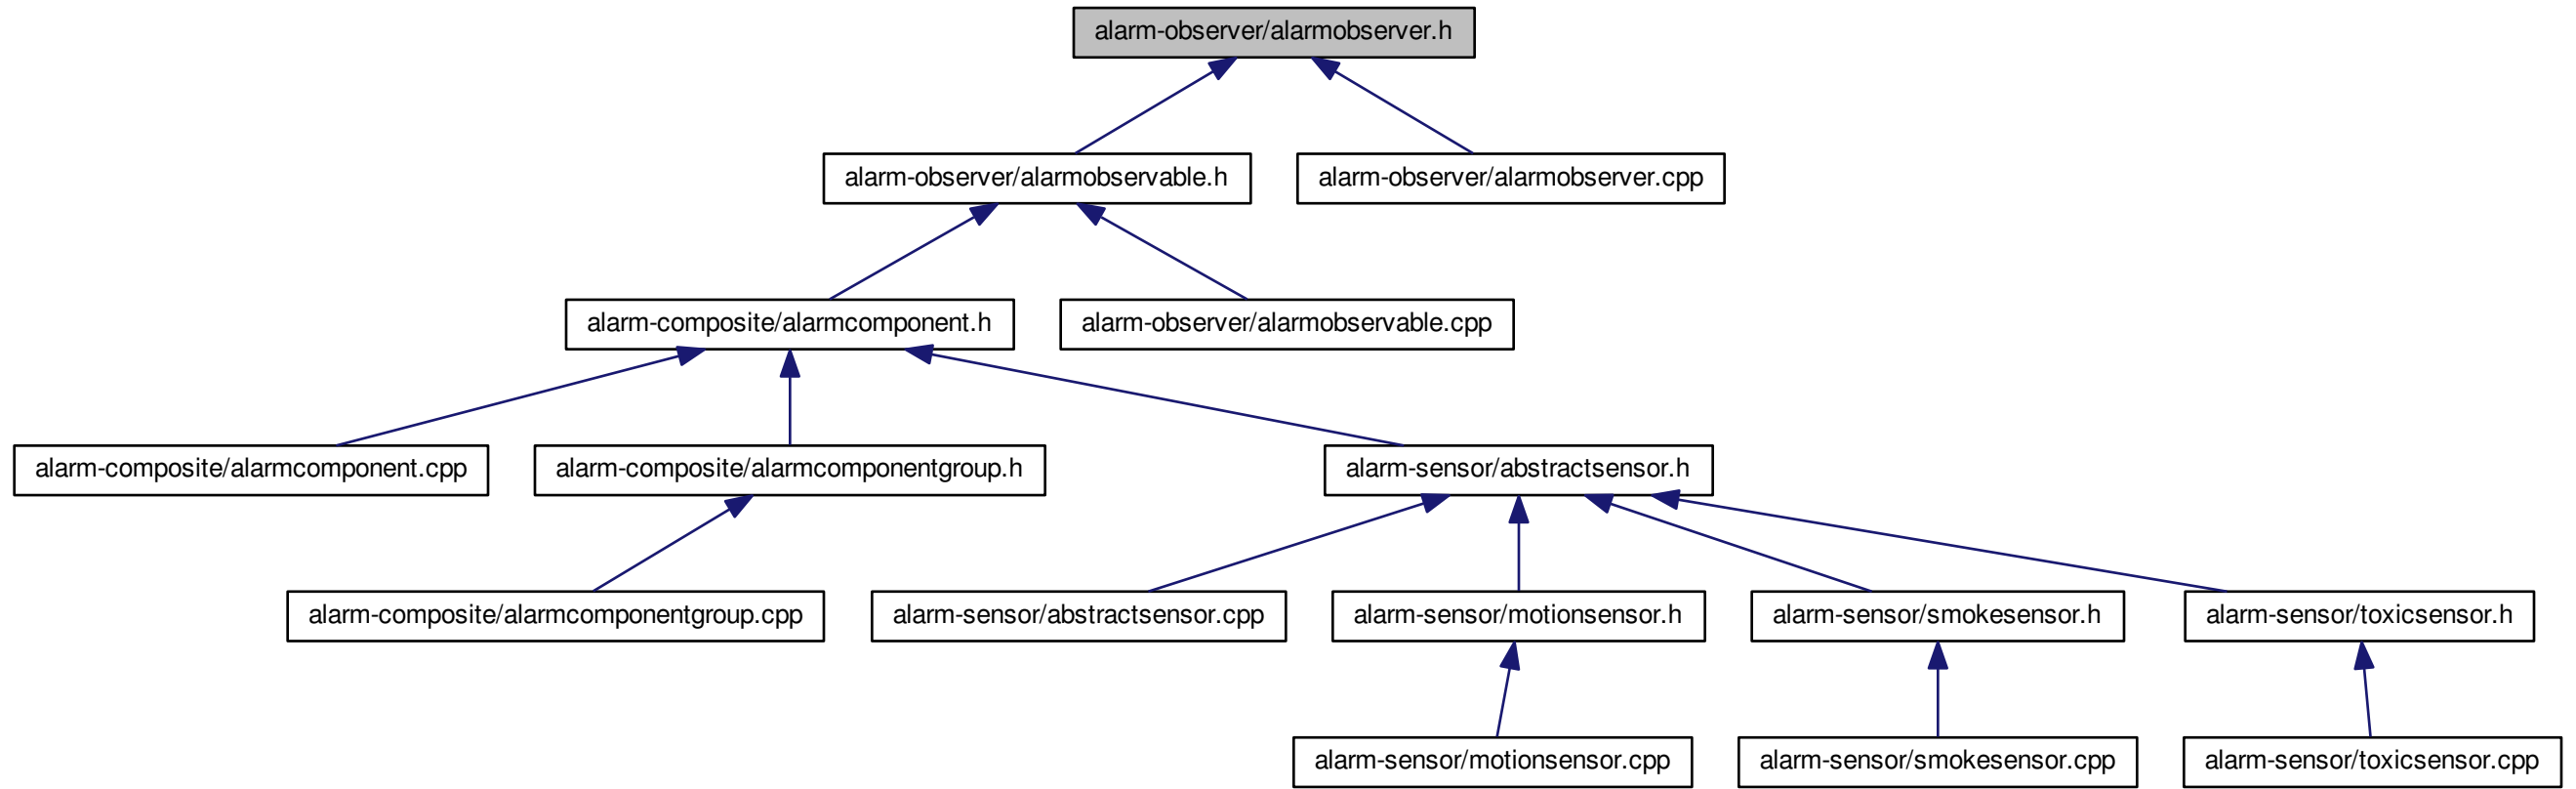 alarm-observer/alarmobserver.h
alarm-observer/alarmobservable.h
alarm-observer/alarmobserver.cpp
alarm-composite/alarmcomponent.h
alarm-observer/alarmobservable.cpp
alarm-composite/alarmcomponent.cpp
alarm-composite/alarmcomponentgroup.h
alarm-sensor/abstractsensor.h
alarm-composite/alarmcomponentgroup.cpp
alarm-sensor/abstractsensor.cpp
alarm-sensor/motionsensor.h
alarm-sensor/smokesensor.h
alarm-sensor/toxicsensor.h
alarm-sensor/motionsensor.cpp
alarm-sensor/smokesensor.cpp
alarm-sensor/toxicsensor.cpp